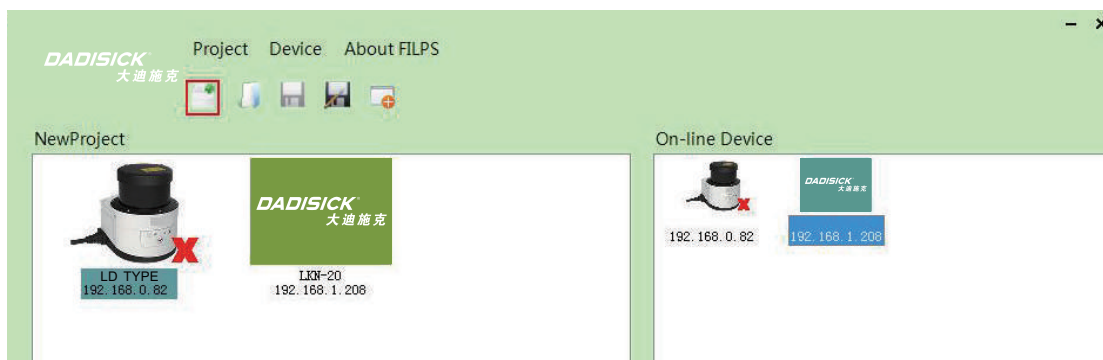 Project Device About FILPS
DADISICK
大迪施克
NewProject
On-line Device
DADISICK
大迪施克
LD TYPE
192.168.0.82
LKN-20
192.168.1.208
DADISICK
大迪施克
192.168.0.82
192.168.1.208